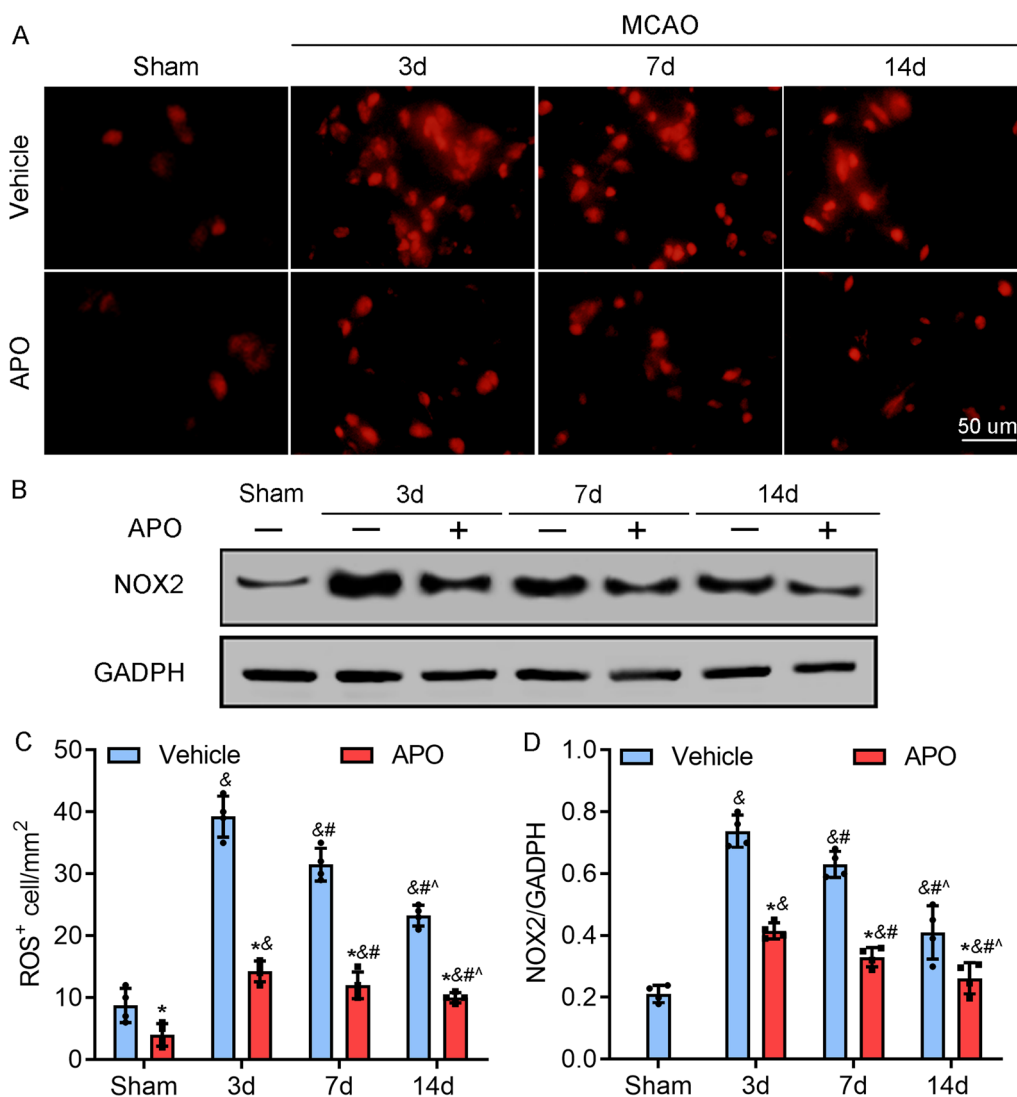 A
MCAO
Sham 3d 7d 14d
Vehicle
APO
50 um
B
Sham 3d 7d 14d
APO — — + — + — +
NOX2
GADPH
C
50
40
30
20
10
0
ROS+ cell/mm2
Vehicle APO
&
*
*&
&#
*&#
&#^
*&#^
Sham 3d 7d 14d
D
1.0
0.8
0.6
0.4
0.2
0.0
NOX2/GADPH
Vehicle APO
&
*&
&#
*&#
&#^
*&#^
Sham 3d 7d 14d